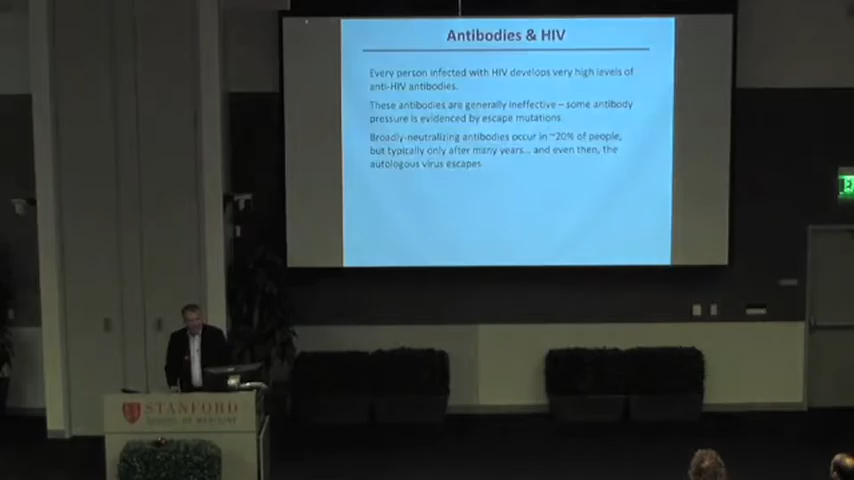 Antibodies & HIV
Every person infected with HIV develops very high levels of
anti-HIV antibodies.
These antibodies are generally ineffective – some antibody
pressure is evidenced by escape mutations
Broadly-neutralizing antibodies occur in ~20% of people,
but typically only after many years... and even then, the
autologous virus escapes
STANFORD
SCHOOL OF MEDICINE